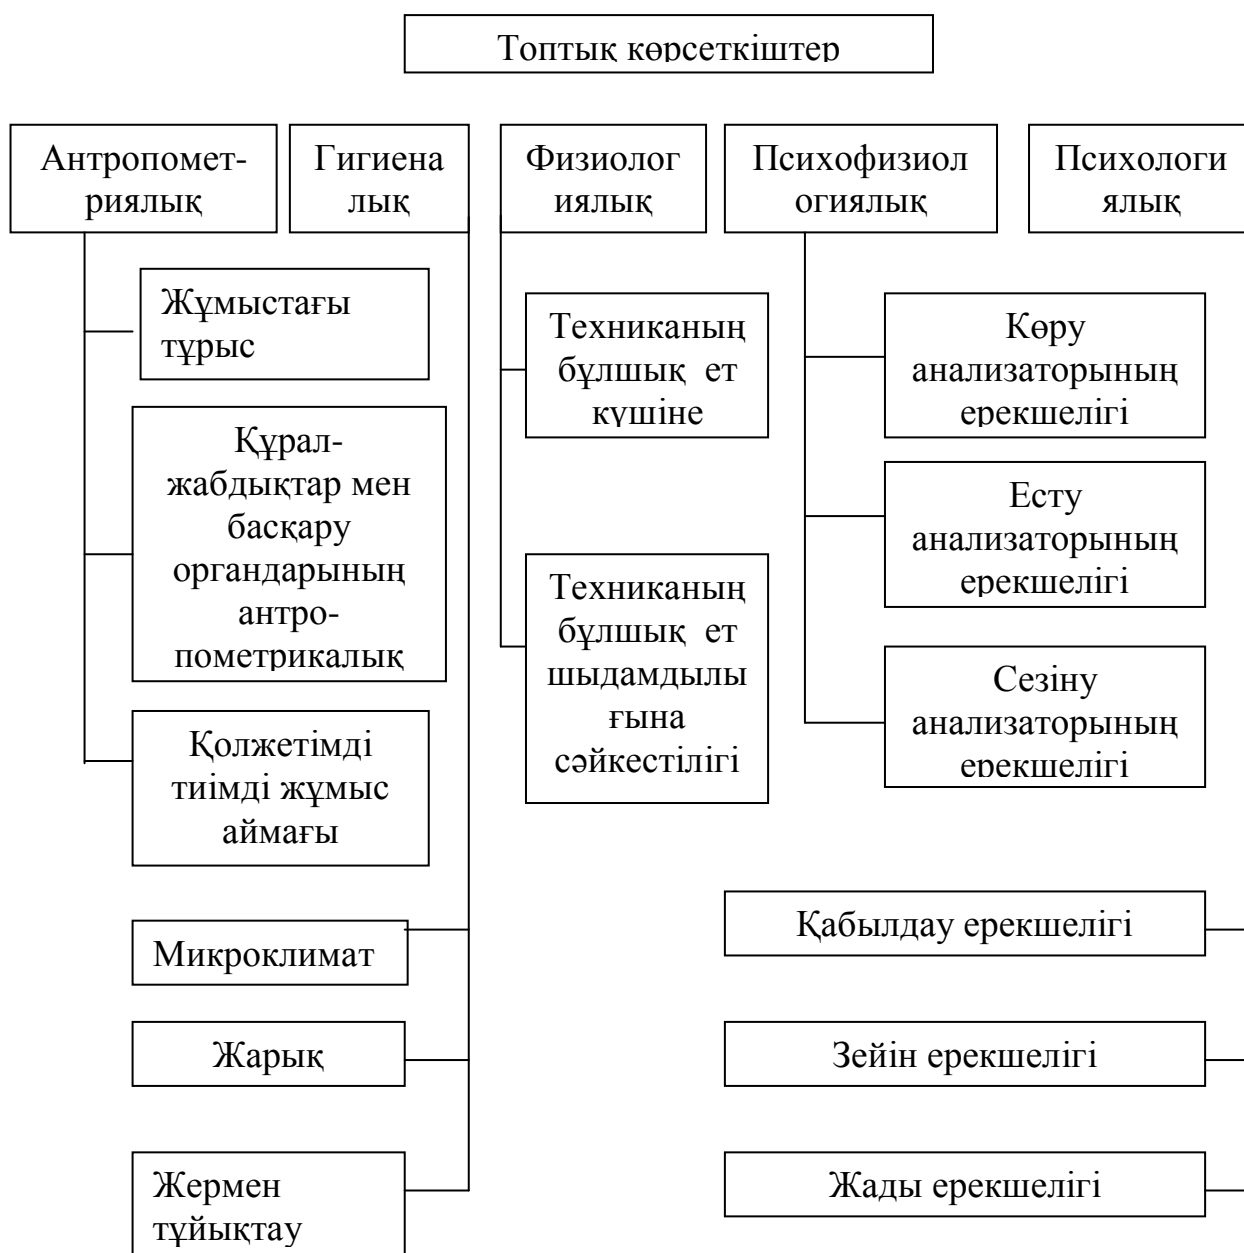 Топтық көрсеткіштер
Антропомет-
риялық
Гигиена
лық
Физиолог
иялық
Психофизиол
огиялық
Психологи
ялық
Жұмыстағы
тұрыс
Құрал-
жабдықтар мен
басқару
органдарының
антро-
пометрикалық
Қолжетімді
тиімді жұмыс
аймағы
Микроклимат
Жарық
Жермен
тұйықтау
Техниканың
бұлшық ет
күшіне
Техниканың
бұлшық ет
шыдамдылы
ғына
сәйкестілігі
Көру
анализаторының
ерекшелігі
Есту
анализаторының
ерекшелігі
Сезіну
анализаторының
ерекшелігі
Қабылдау ерекшелігі
Зейін ерекшелігі
Жады ерекшелігі